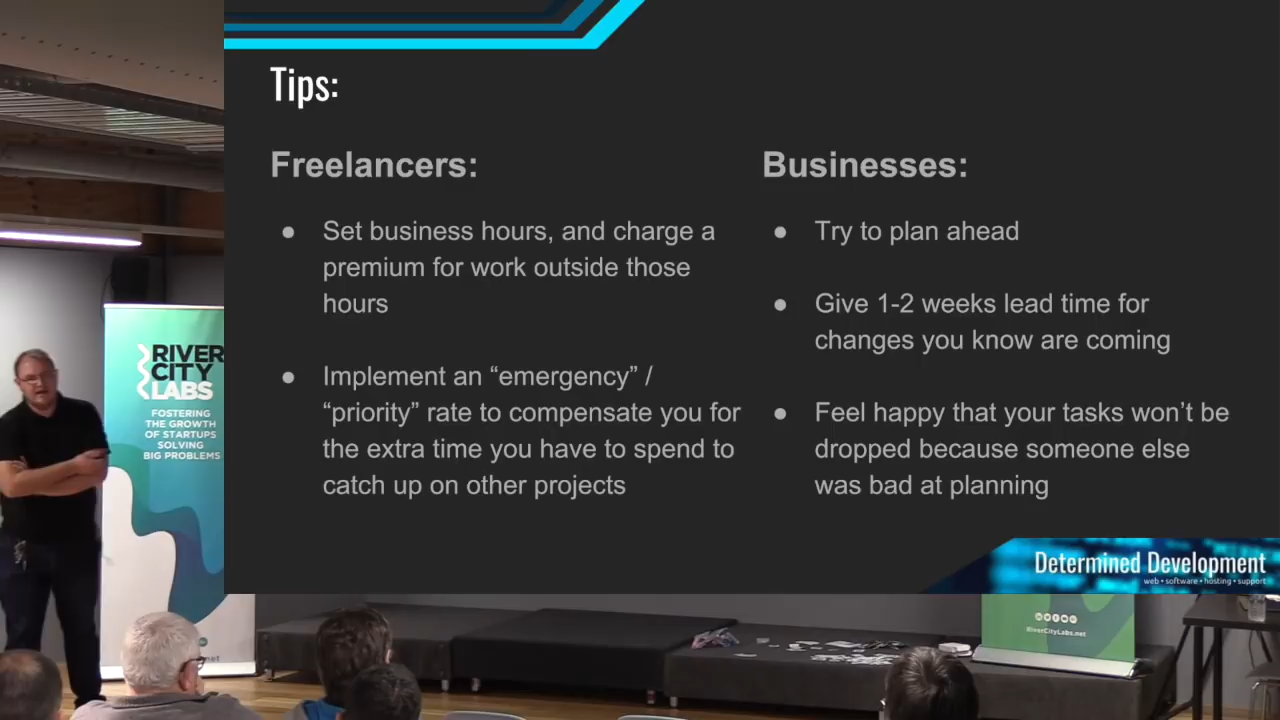 Tips:
Freelancers:
● Set business hours, and charge a
premium for work outside those
hours
● Implement an “emergency” /
“priority” rate to compensate you for
the extra time you have to spend to
catch up on other projects
Businesses:
● Try to plan ahead
● Give 1-2 weeks lead time for
changes you know are coming
● Feel happy that your tasks won’t be
dropped because someone else
was bad at planning
Determined Development
web • software • hosting • support
RIVER
CITY
LABS
FOSTERING
THE GROWTH
OF STARTUPS
SOLVING
BIG PROBLEMS
RiverCityLabs.net